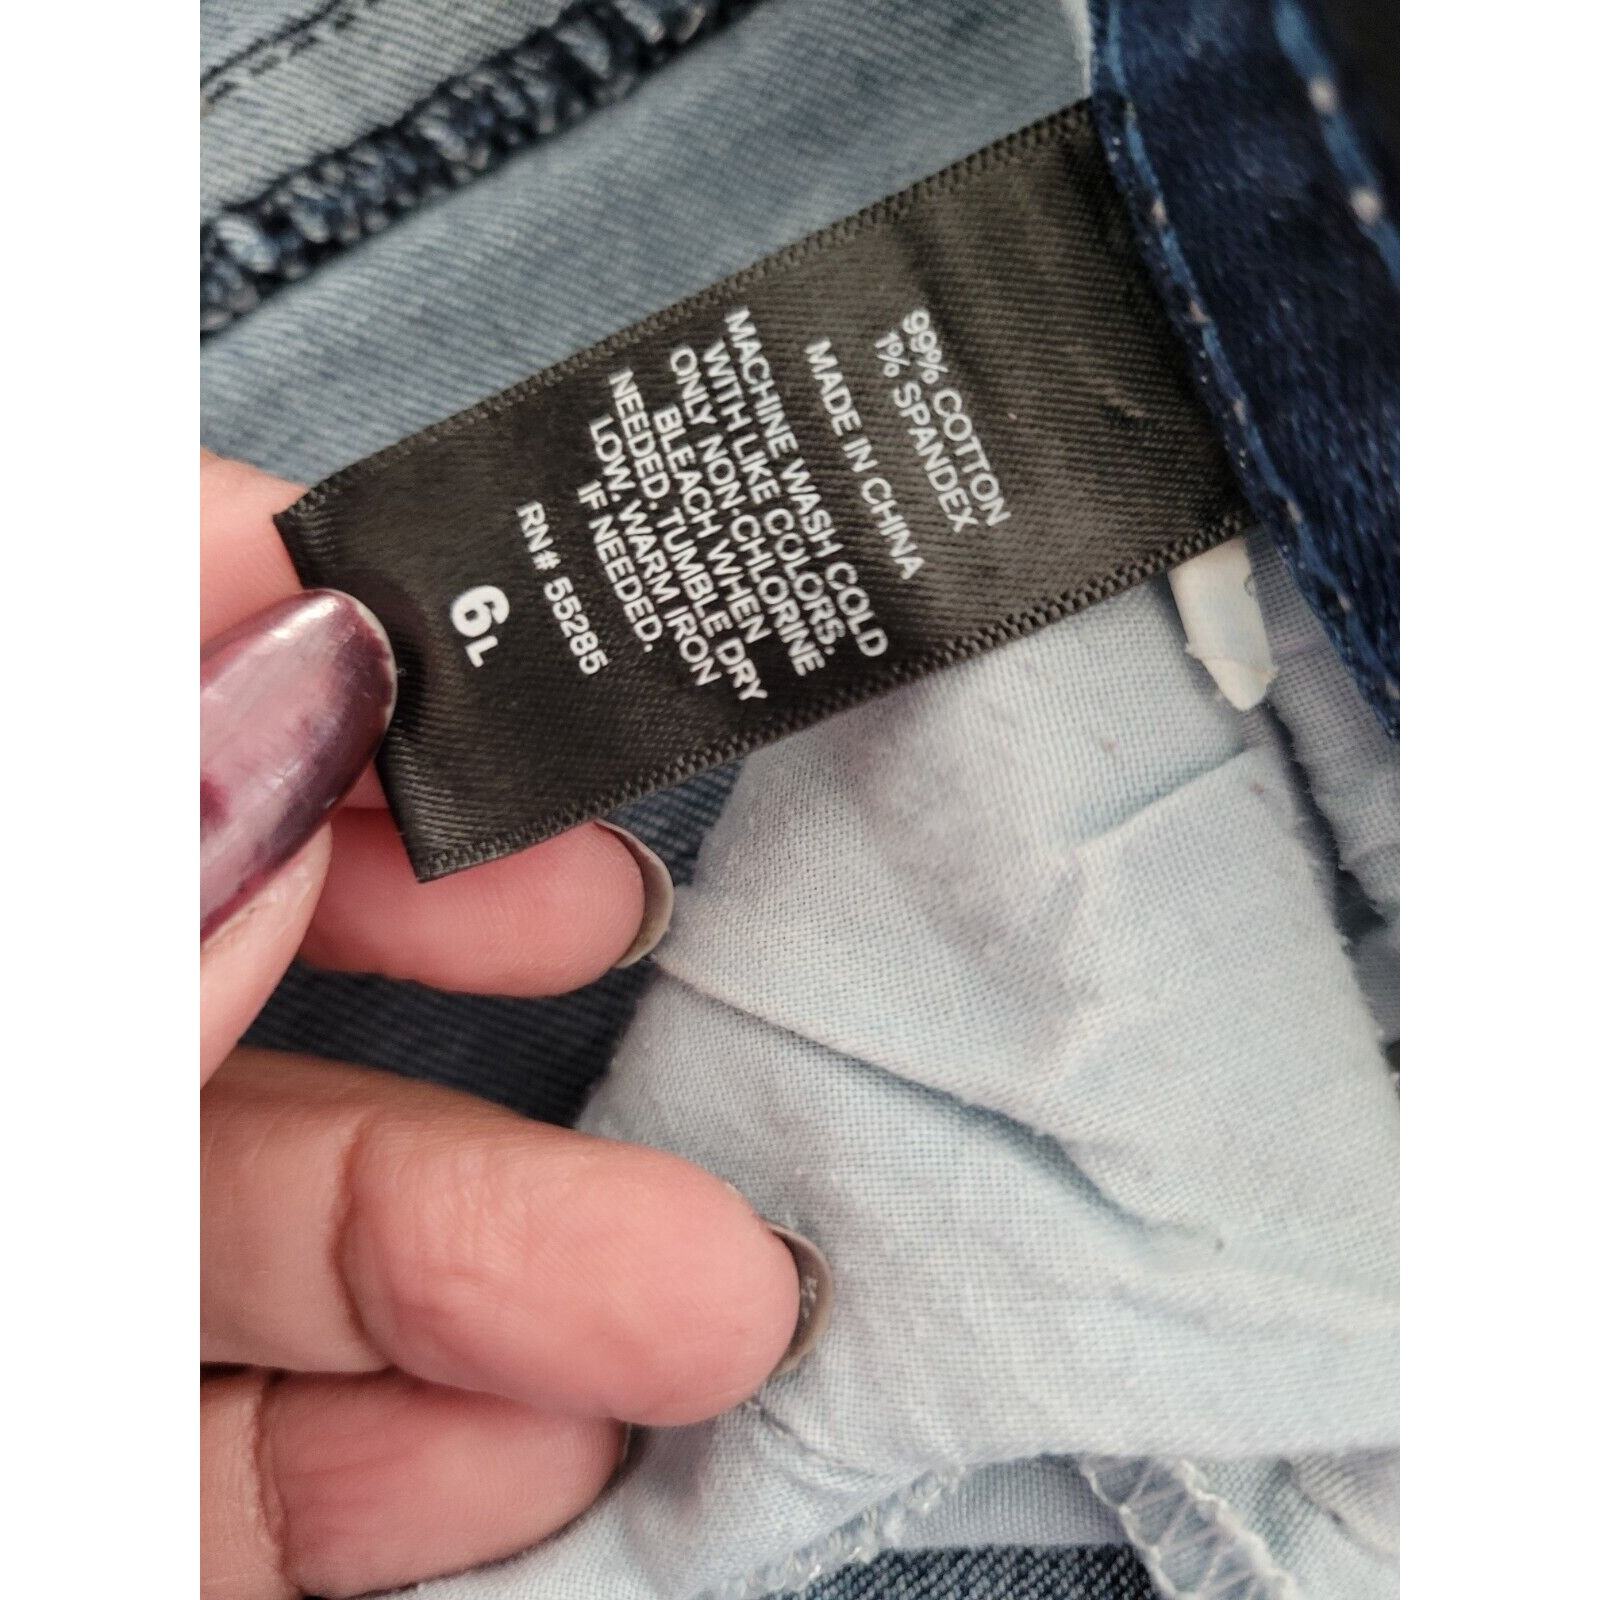 99% COTTON
1% SPANDEX
MADE IN CHINA
MACHINE WASH COLD
WITH LIKE COLORS.
ONLY NON-CHLORINE
BLEACH WHEN
NEEDED. TUMBLE DRY
LOW. WARM IRON
IF NEEDED.
RN# 55285
6L